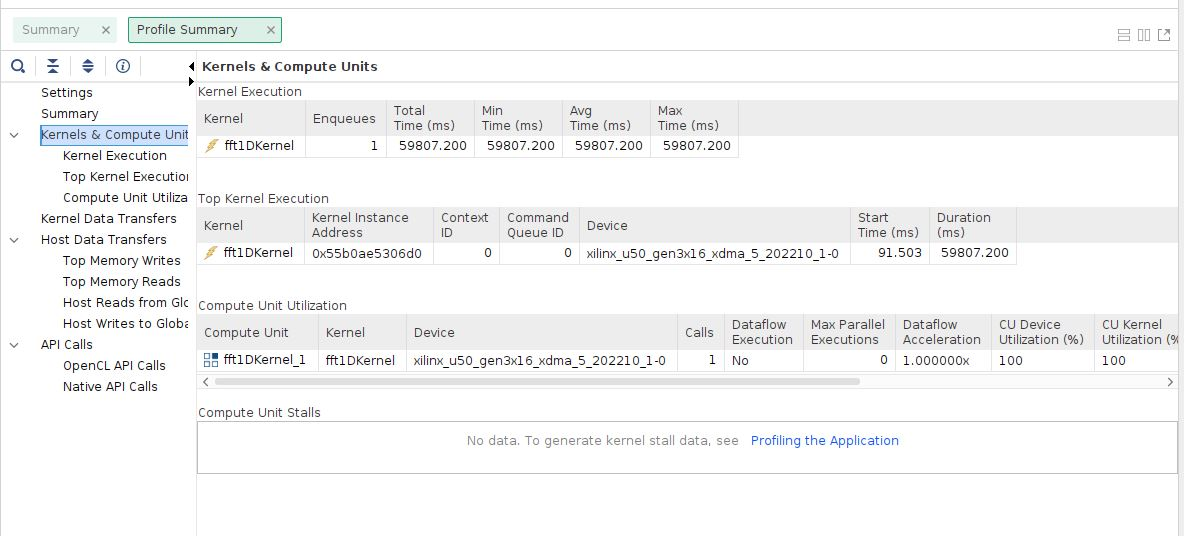 Summary
Profile Summary
Kernels & Compute Units
Settings
Summary
Kernels & Compute Unit
Kernel Execution
Top Kernel Execution
Compute Unit Utiliza
Kernel Data Transfers
Host Data Transfers
Top Memory Writes
Top Memory Reads
Host Reads from Glo
Host Writes to Globa
API Calls
OpenCL API Calls
Native API Calls
Kernel Execution
Kernel Enqueues Total Time (ms) Min Time (ms) Avg Time (ms) Max Time (ms)
fft1DKernel 1 59807.200 59807.200 59807.200 59807.200
Top Kernel Execution
Kernel Kernel Instance Address Context ID Command Queue ID Device Start Time (ms) Duration (ms)
fft1DKernel 0x55b0ae5306d0 0 0 xilinx_u50_gen3x16_xdma_5_202210_1-0 91.503 59807.200
Compute Unit Utilization
Compute Unit Kernel Device Calls Dataflow Execution Max Parallel Executions Dataflow Acceleration CU Device Utilization (%) CU Kernel Utilization (%
fft1DKernel_1 fft1DKernel xilinx_u50_gen3x16_xdma_5_202210_1-0 1 No 0 1.000000x 100 100
Compute Unit Stalls
No data. To generate kernel stall data, see Profiling the Application